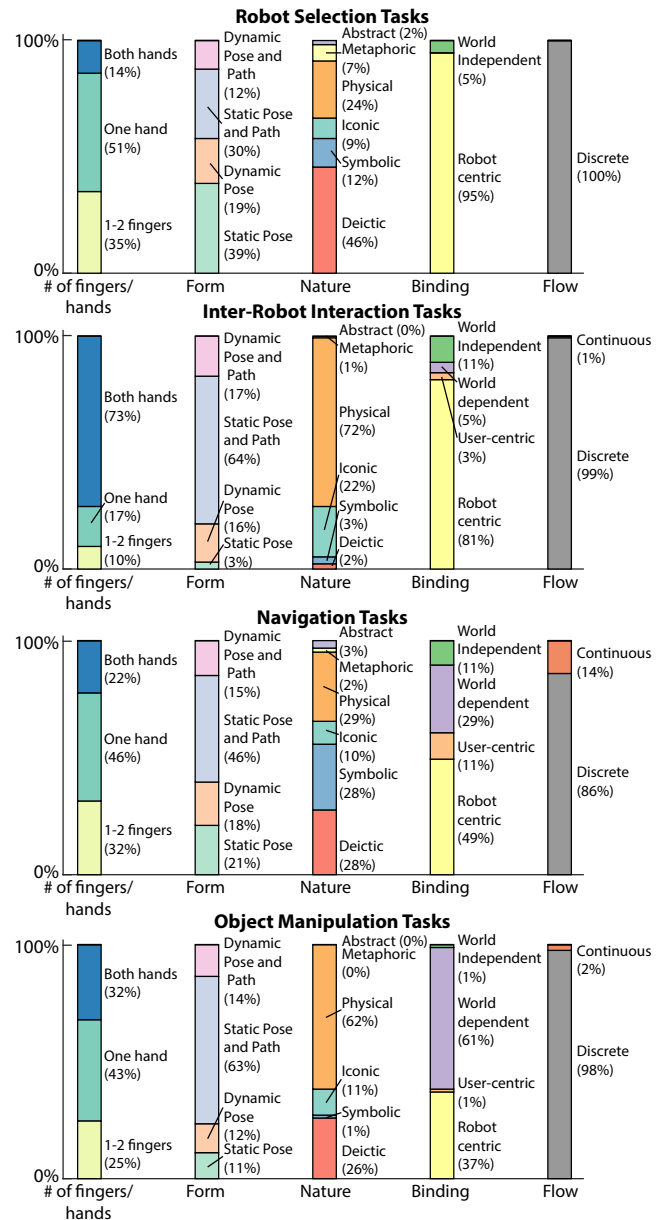 Robot Selection Tasks
100%
0%
Both hands
(14%)
One hand
(51%)
1-2 fingers
(35%)
# of fingers/
hands
Dynamic
Pose and
Path
(12%)
Static Pose
and Path
(30%)
Dynamic
Pose
(19%)
Static Pose
(39%)
Form
Abstract (2%)
Metaphoric
(7%)
Physical
(24%)
Iconic
(9%)
Symbolic
(12%)
Deictic
(46%)
Nature
World
Independent
(5%)
Robot
centric
(95%)
Binding
Discrete
(100%)
Flow
Inter-Robot Interaction Tasks
100%
0%
Both hands
(73%)
One hand
(17%)
1-2 fingers
(10%)
# of fingers/
hands
Dynamic
Pose and
Path
(17%)
Static Pose
and Path
(64%)
Dynamic
Pose
(16%)
Static Pose
(3%)
Form
Abstract (0%)
Metaphoric
(1%)
Physical
(72%)
Iconic
(22%)
Symbolic
(3%)
Deictic
(2%)
Nature
World
Independent
(11%)
World
dependent
(5%)
User-centric
(3%)
Robot
centric
(81%)
Binding
Continuous
(1%)
Discrete
(99%)
Flow
Navigation Tasks
100%
0%
Both hands
(22%)
One hand
(46%)
1-2 fingers
(32%)
# of fingers/
hands
Dynamic
Pose and
Path
(15%)
Static Pose
and Path
(46%)
Dynamic
Pose
(18%)
Static Pose
(21%)
Form
Abstract
(3%)
Metaphoric
(2%)
Physical
(29%)
Iconic
(10%)
Symbolic
(28%)
Deictic
(28%)
Nature
World
Independent
(11%)
World
dependent
(29%)
User-centric
(11%)
Robot
centric
(49%)
Binding
Continuous
(14%)
Discrete
(86%)
Flow
Object Manipulation Tasks
100%
0%
Both hands
(32%)
One hand
(43%)
1-2 fingers
(25%)
# of fingers/
hands
Dynamic
Pose and
Path
(14%)
Static Pose
and Path
(63%)
Dynamic
Pose
(12%)
Static Pose
(11%)
Form
Abstract (0%)
Metaphoric
(0%)
Physical
(62%)
Iconic
(11%)
Symbolic
(1%)
Deictic
(26%)
Nature
World
Independent
(1%)
World
dependent
(61%)
User-centric
(1%)
Robot
centric
(37%)
Binding
Continuous
(2%)
Discrete
(98%)
Flow